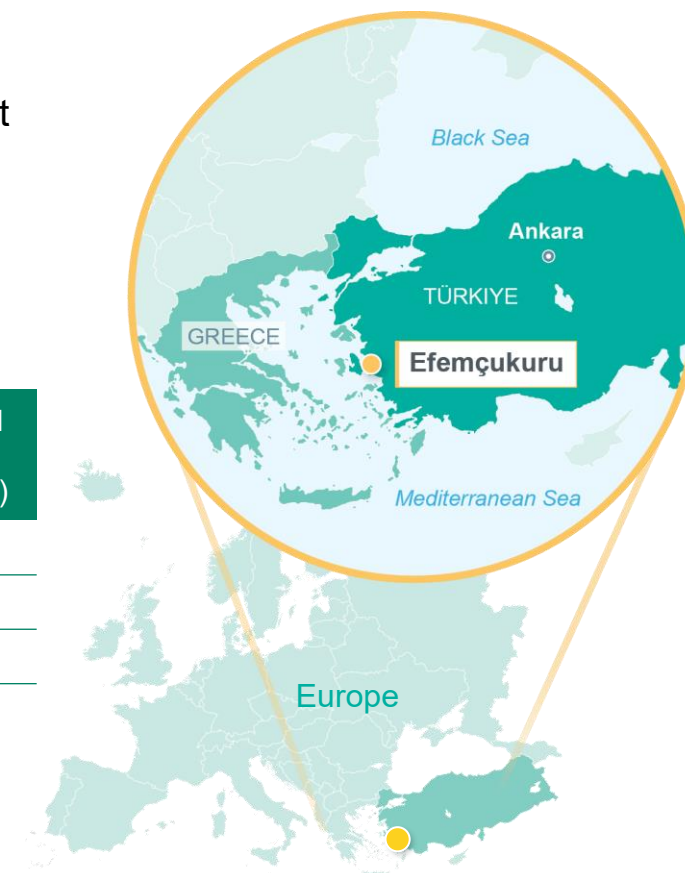 t
Black Sea
Ankara
TÜRKIYE
GREECE
Efemçukuru
)
Mediterranean Sea
Europe